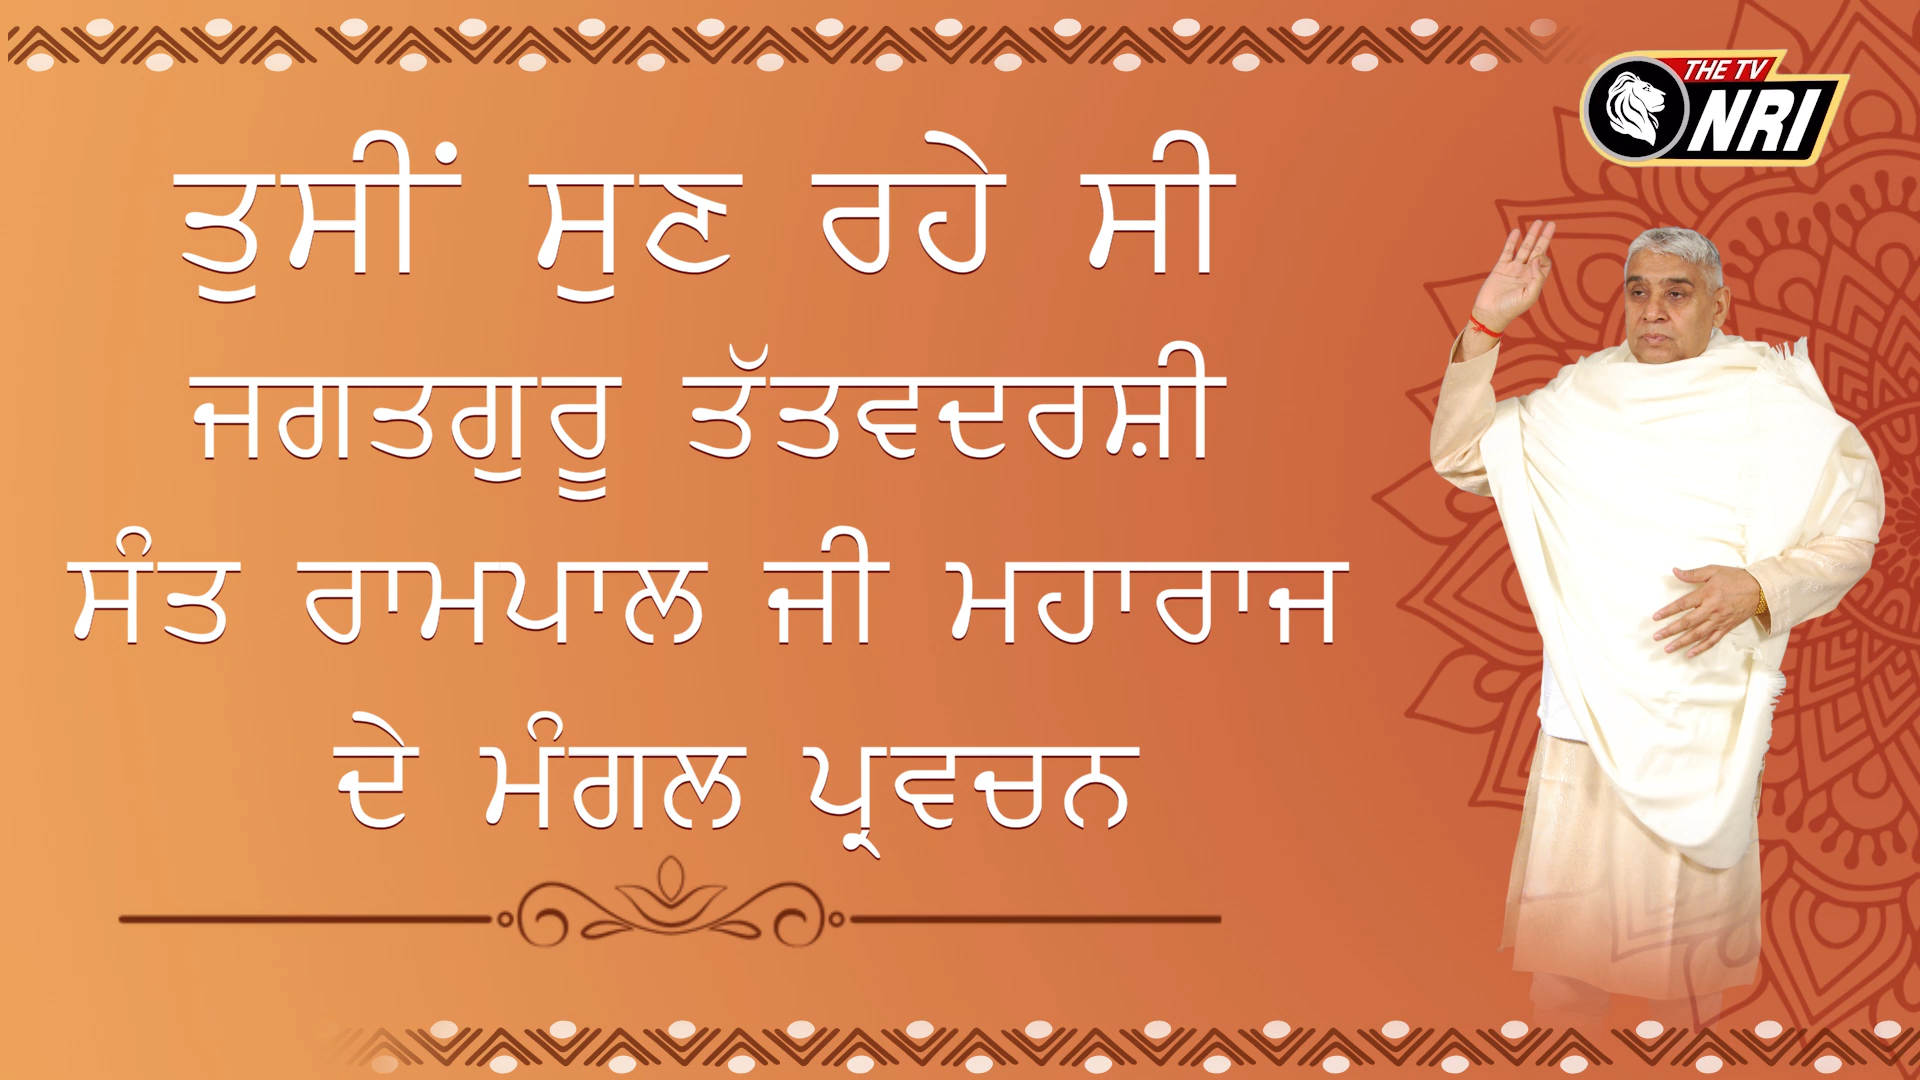 THE TV
NRI
ਤੁਸੀਂ ਸੁਣ ਰਹੇ ਸੀ
ਜਗਤਗੁਰੂ ਤੱਤਵਦਰਸ਼ੀ
ਸੰਤ ਰਾਮਪਾਲ ਜੀ ਮਹਾਰਾਜ
ਦੇ ਮੰਗਲ ਪ੍ਰਵਚਨ